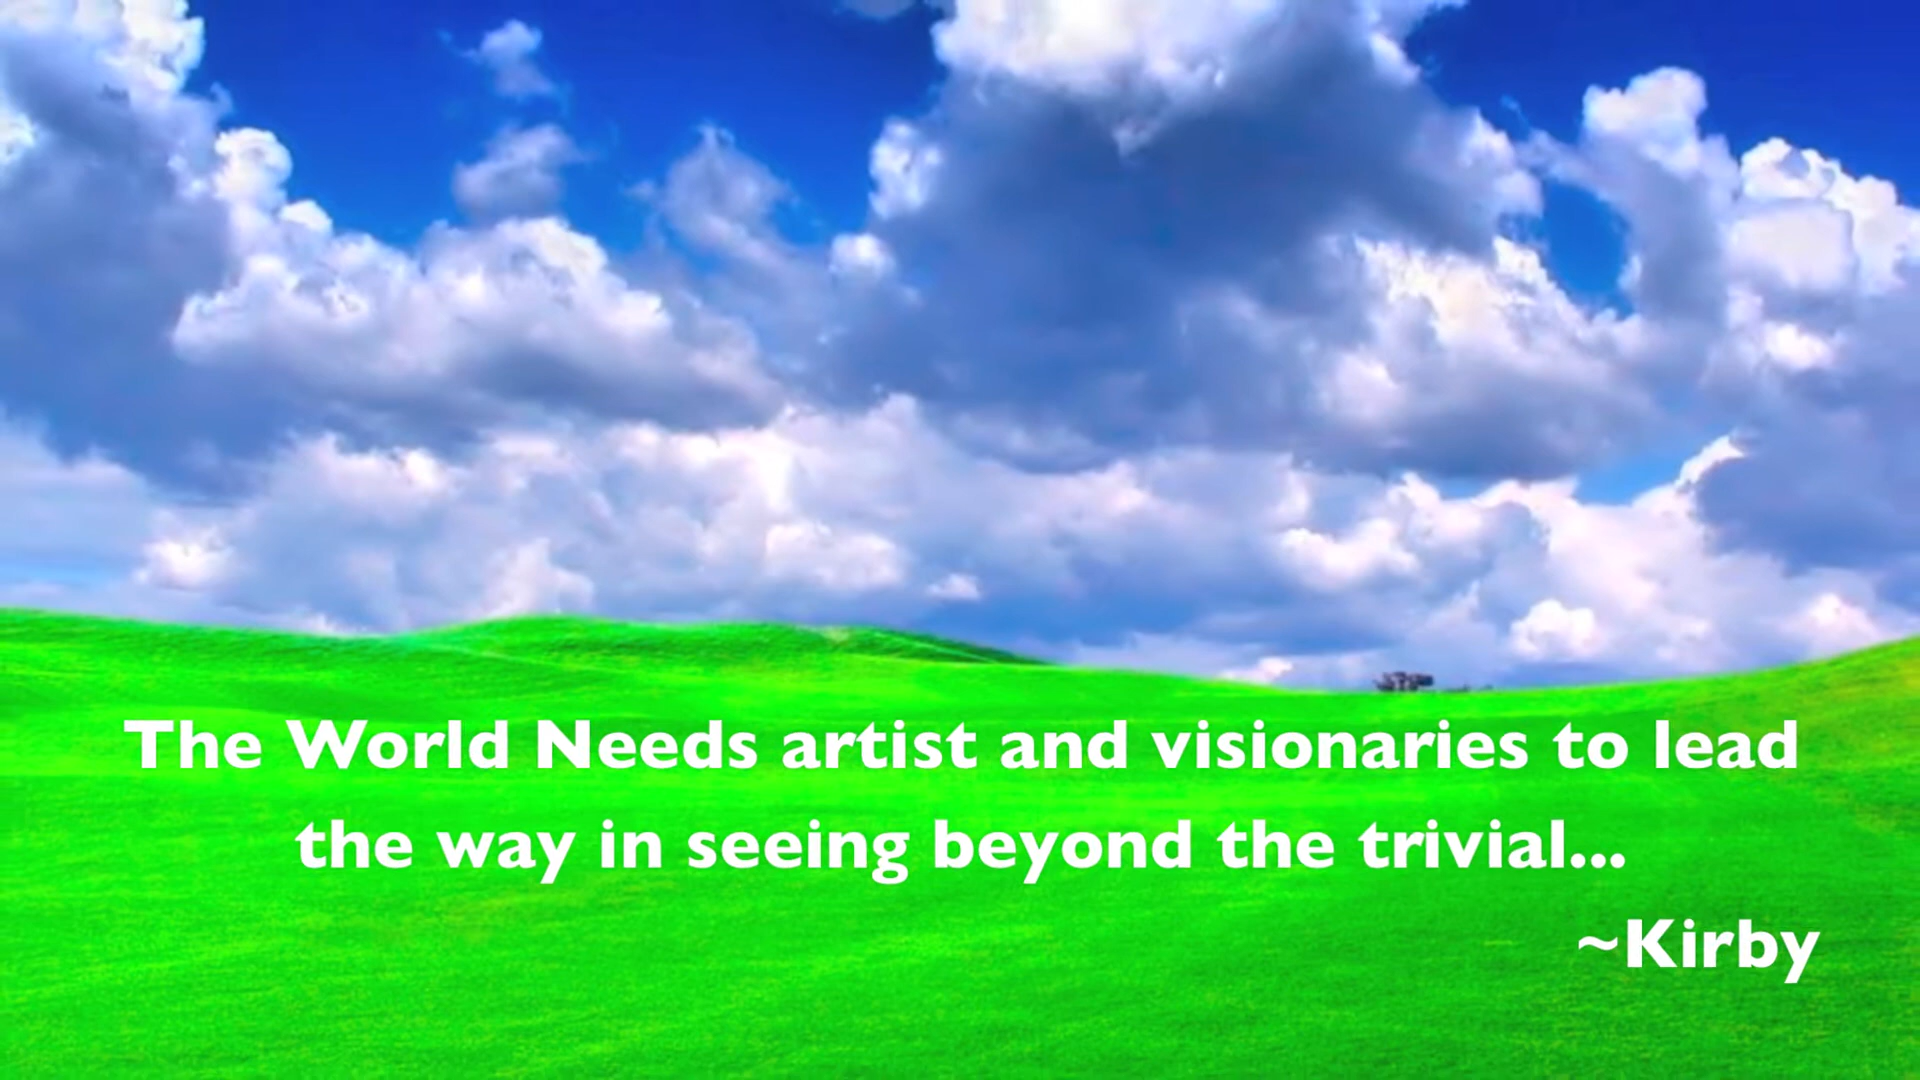 The World Needs artist and visionaries to lead
the way in seeing beyond the trivial...
~Kirby